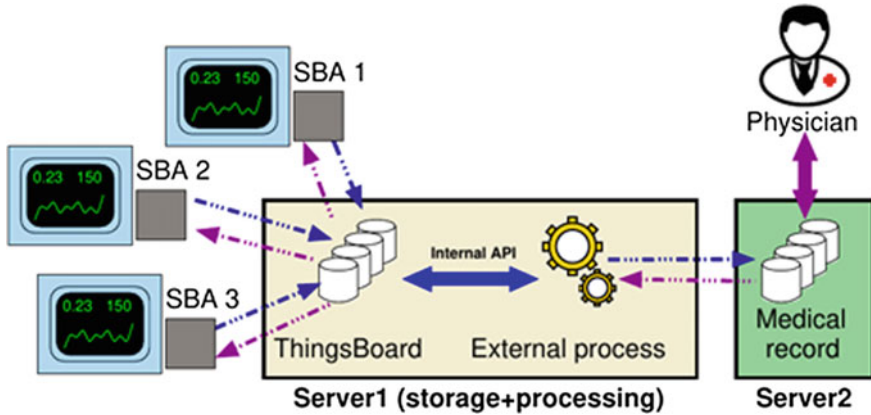 0.23 150
SBA 1
Physician
0.23 150
SBA 2
Internal API
0.23 150
SBA 3
ThingsBoard
External process
Medical
record
Server1 (storage+processing)
Server2